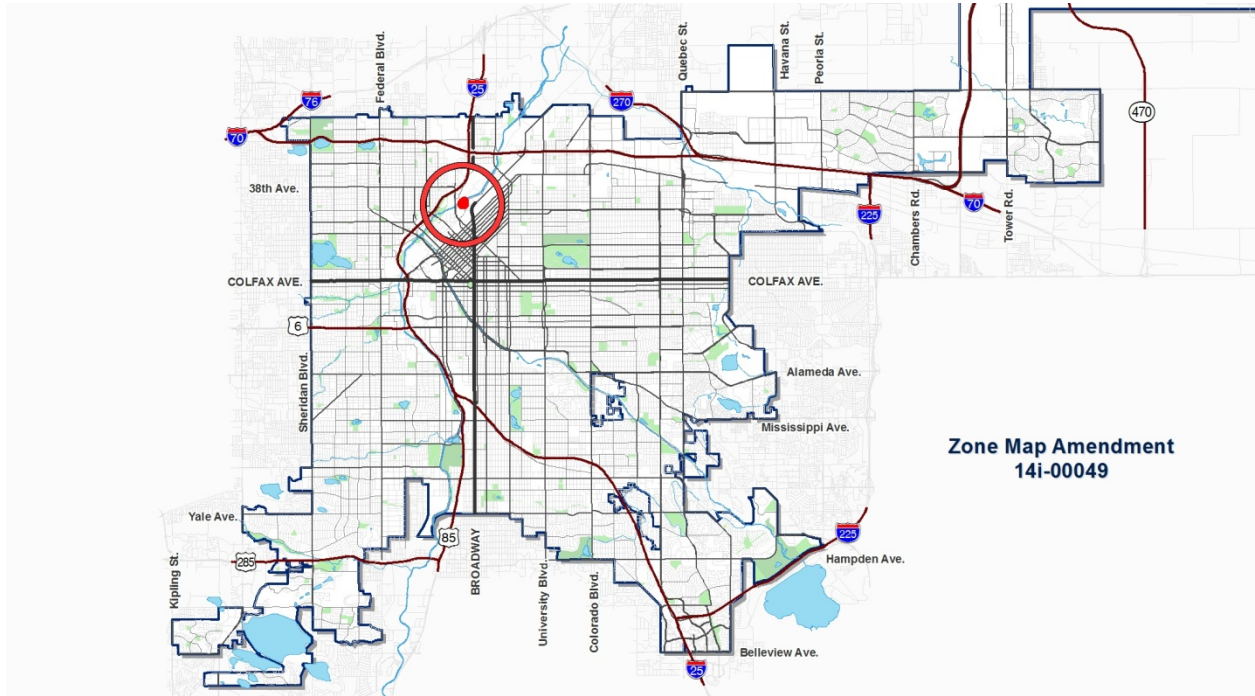 Federal Blvd.
25
Quebec St.
Havana St.
Peoria St.
76
270
70
470
38th Ave.
225
Chambers Rd.
70
Tower Rd.
COLFAX AVE.
COLFAX AVE.
6
Sheridan Blvd.
Alameda Ave.
Mississippi Ave.
Zone Map Amendment
14i-00049
Yale Ave.
85
225
Hampden Ave.
285
Kipling St.
BROADWAY
University Blvd.
Colorado Blvd.
Belleview Ave.
25